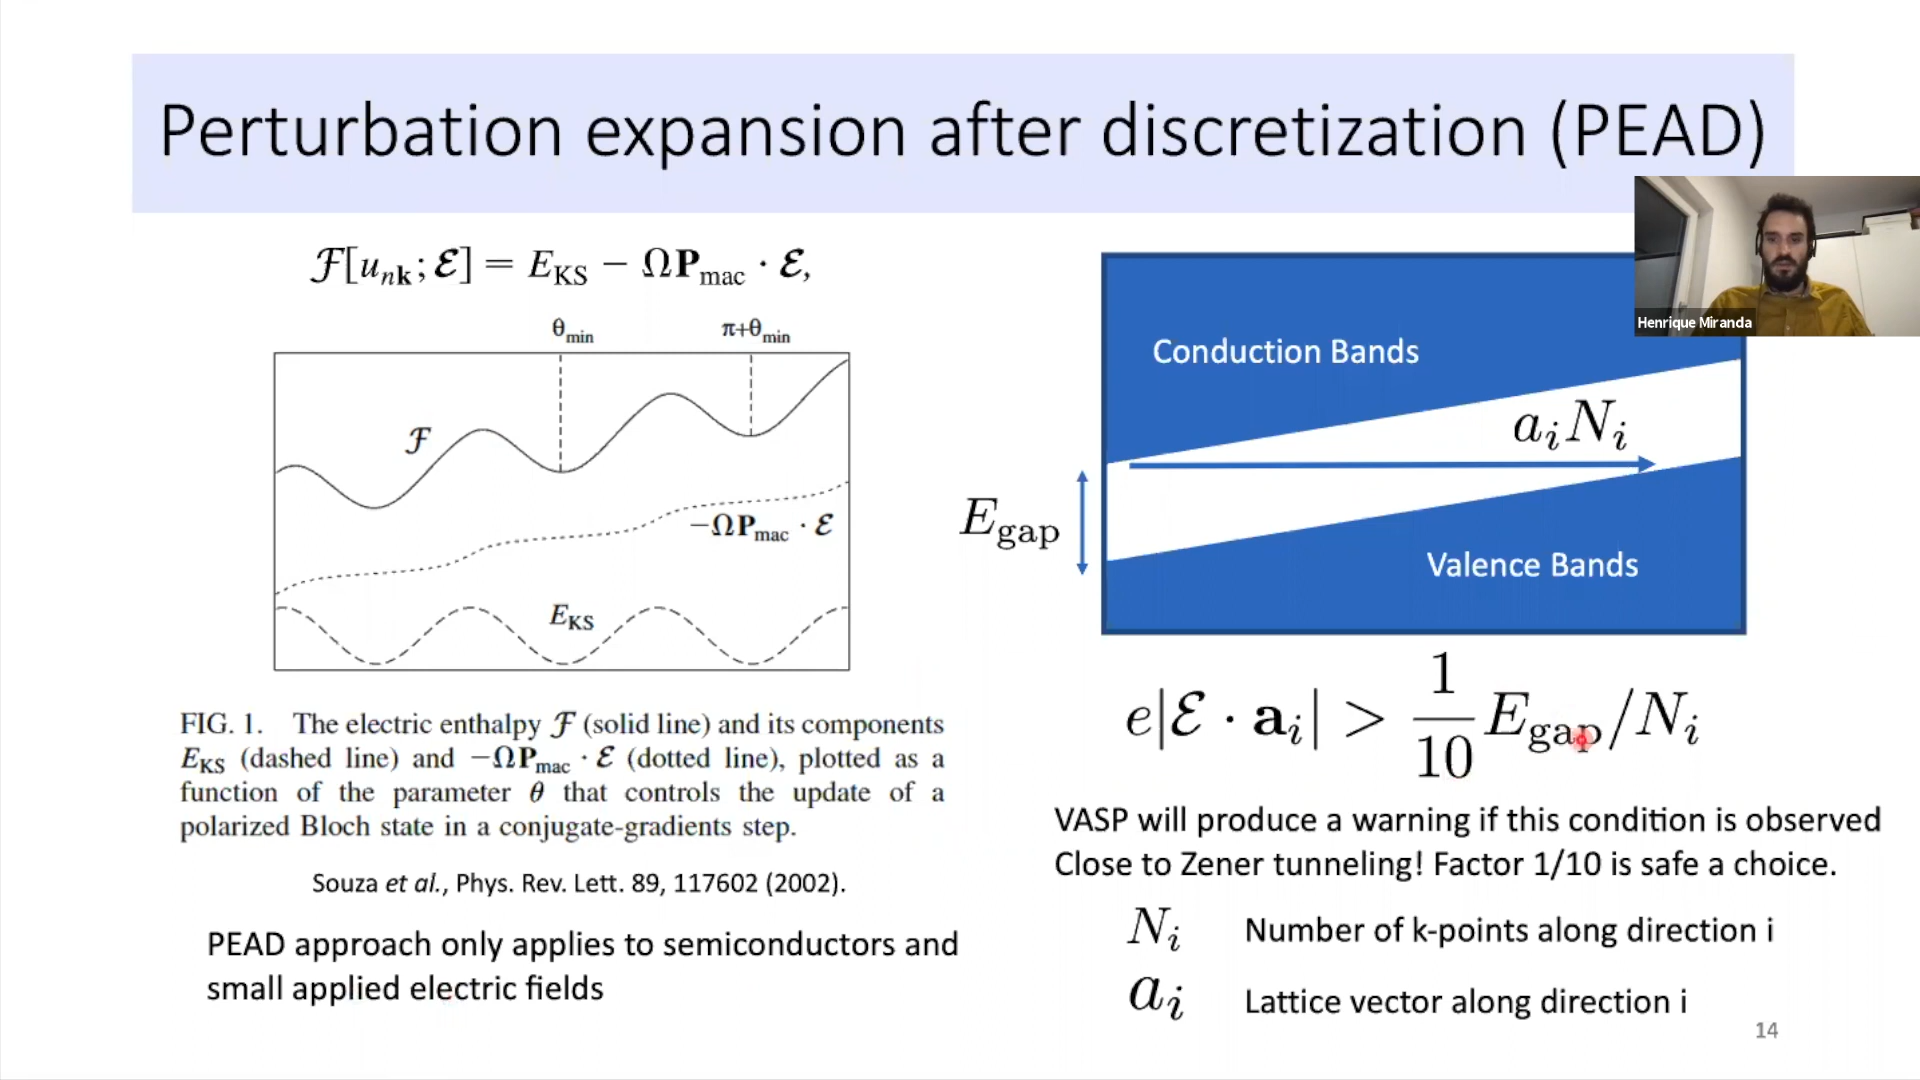 Perturbation expansion after discretization (PEAD)
ℱ[uₙₖ; ℰ] = E_KS − ΩP_mac · ℰ,
θ_min
π+θ_min
ℱ
−ΩP_mac · ℰ
E_KS
FIG. 1. The electric enthalpy ℱ (solid line) and its components
E_KS (dashed line) and −ΩP_mac · ℰ (dotted line), plotted as a
function of the parameter θ that controls the update of a
polarized Bloch state in a conjugate-gradients step.
Souza et al., Phys. Rev. Lett. 89, 117602 (2002).
PEAD approach only applies to semiconductors and
small applied electric fields
Henrique Miranda
Conduction Bands
a_i N_i
E_gap
Valence Bands
e|ℰ · a_i| > 1/10 E_gap/N_i
VASP will produce a warning if this condition is observed
Close to Zener tunneling! Factor 1/10 is safe a choice.
N_i Number of k-points along direction i
a_i Lattice vector along direction i
14